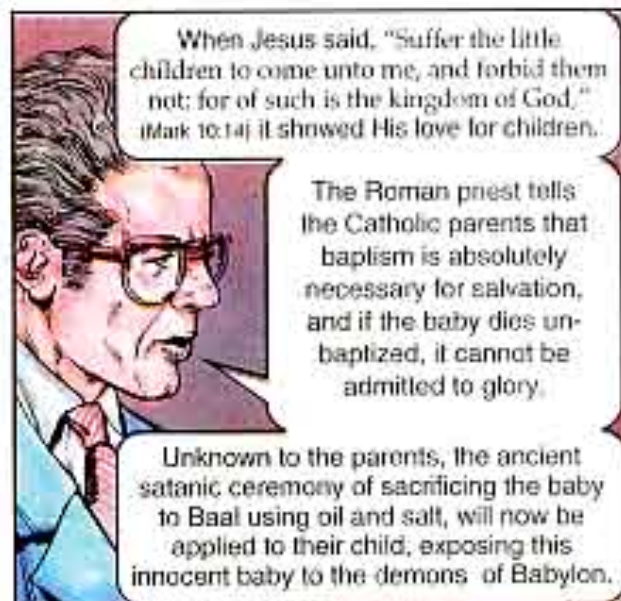 When Jesus said, "Suffer the little
children to come unto me, and forbid them
not: for of such is the kingdom of God,"
(Mark 10:14) it showed His love for children.
The Roman priest tells
the Catholic parents that
baptism is absolutely
necessary for salvation,
and if the baby dies un-
baptized, it cannot be
admitted to glory.
Unknown to the parents, the ancient
satanic ceremony of sacrificing the baby
to Baal using oil and salt, will now be
applied to their child, exposing this
innocent baby to the demons of Babylon.